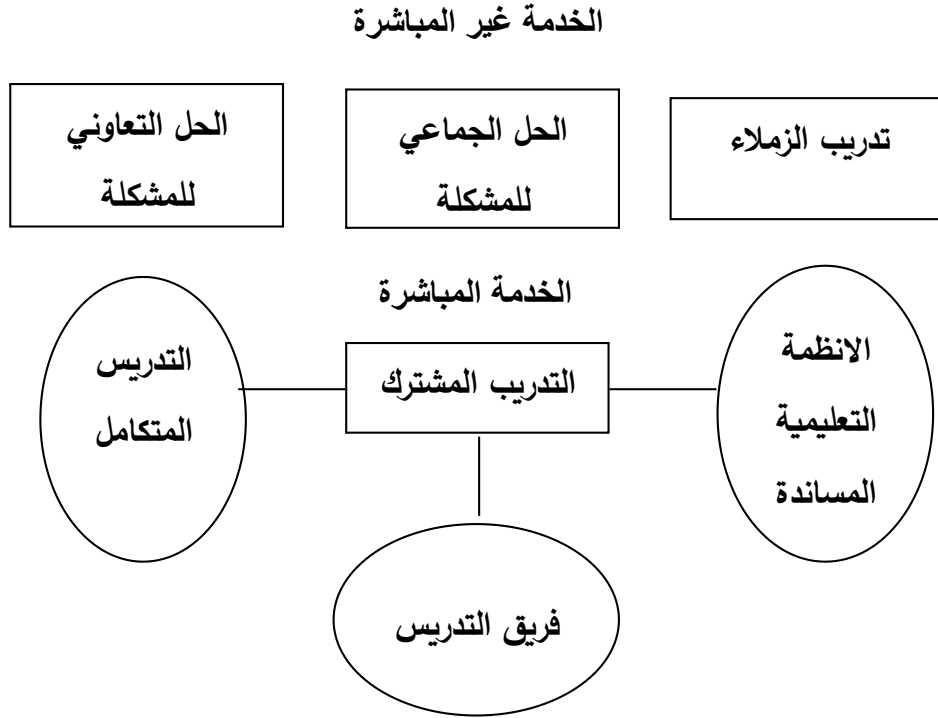 الخدمة غير المباشرة
تدريب الزملاء
الحل الجماعي
للمشكلة
الحل التعاوني
للمشكلة
الخدمة المباشرة
الانظمة
التعليمية
المساندة
التدريب المشترك
التدريس
المتكامل
فريق التدريس